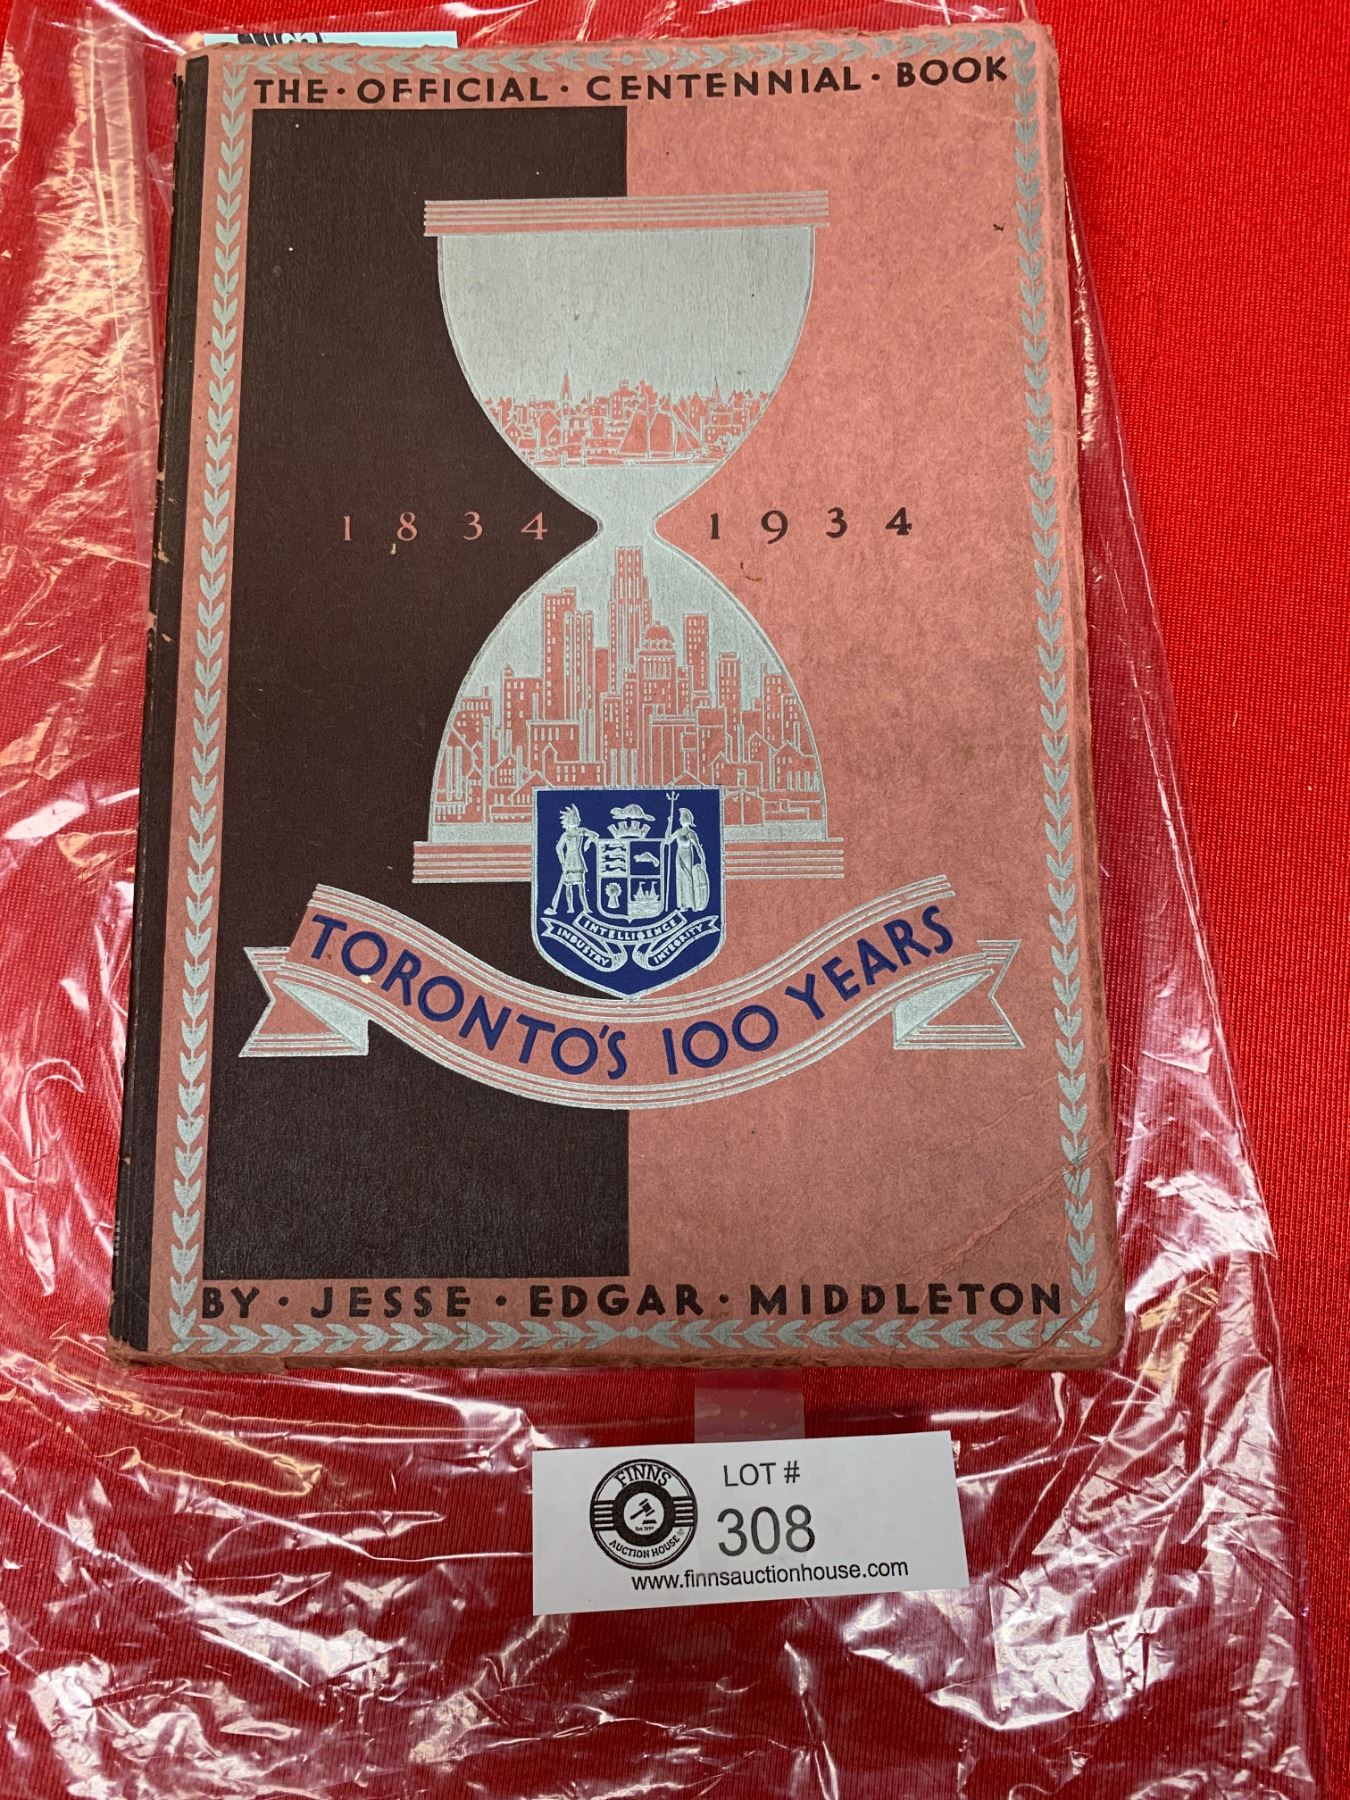 THE · OFFICIAL · CENTENNIAL · BOOK
1834 1934
INTELLIGENCE
INDUSTRY INTEGRITY
TORONTO'S 100 YEARS
BY · JESSE · EDGAR · MIDDLETON
FINNS
AUCTION HOUSE
LOT #
308
www.finnsauctionhouse.com